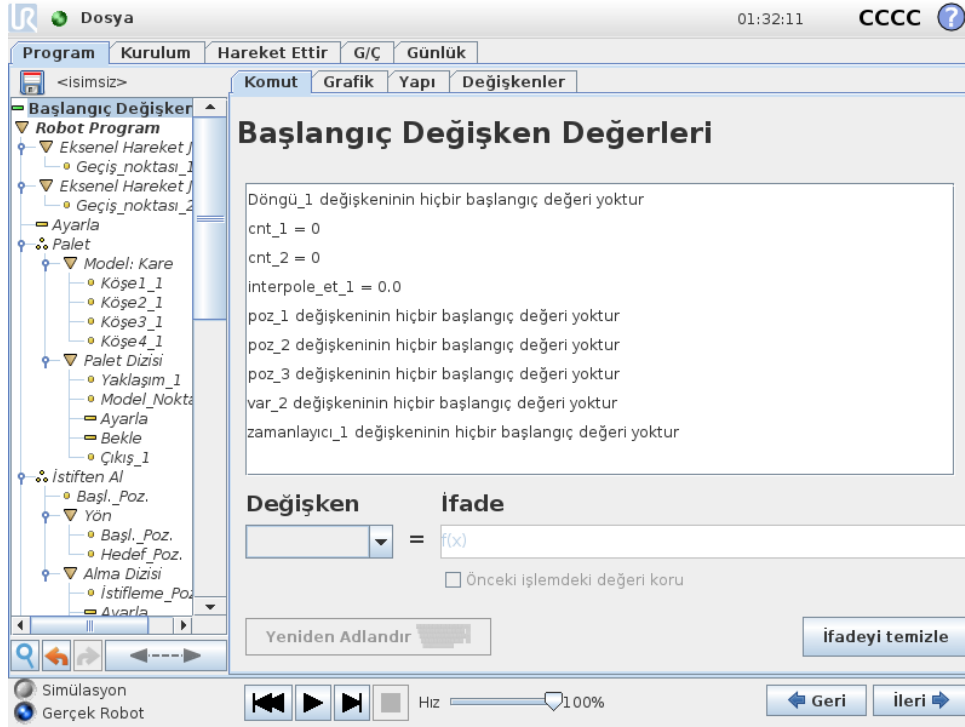 UR Dosya 01:32:11 CCCC ?
Program Kurulum Hareket Ettir G/Ç Günlük
<isimsiz>
Komut Grafik Yapı Değişkenler
Başlangıç Değişker
Robot Program
Eksenel Hareket J
Geçiş_noktası_1
Eksenel Hareket J
Geçiş_noktası_2
Ayarla
Palet
Model: Kare
Köşe1_1
Köşe2_1
Köşe3_1
Köşe4_1
Palet Dizisi
Yaklaşım_1
Model_Nokta
Ayarla
Bekle
Çıkış_1
İstiften Al
Başl._Poz.
Yön
Başl._Poz.
Hedef_Poz.
Alma Dizisi
İstifleme_Poz
Ayarla
Başlangıç Değişken Değerleri
Döngü_1 değişkeninin hiçbir başlangıç değeri yoktur
cnt_1 = 0
cnt_2 = 0
interpole_et_1 = 0.0
poz_1 değişkeninin hiçbir başlangıç değeri yoktur
poz_2 değişkeninin hiçbir başlangıç değeri yoktur
poz_3 değişkeninin hiçbir başlangıç değeri yoktur
var_2 değişkeninin hiçbir başlangıç değeri yoktur
zamanlayıcı_1 değişkeninin hiçbir başlangıç değeri yoktur
Değişken İfade
= f(x)
Önceki işlemdeki değeri koru
Yeniden Adlandır
İfadeyi temizle
Simülasyon
Gerçek Robot
Hız 100%
Geri İleri